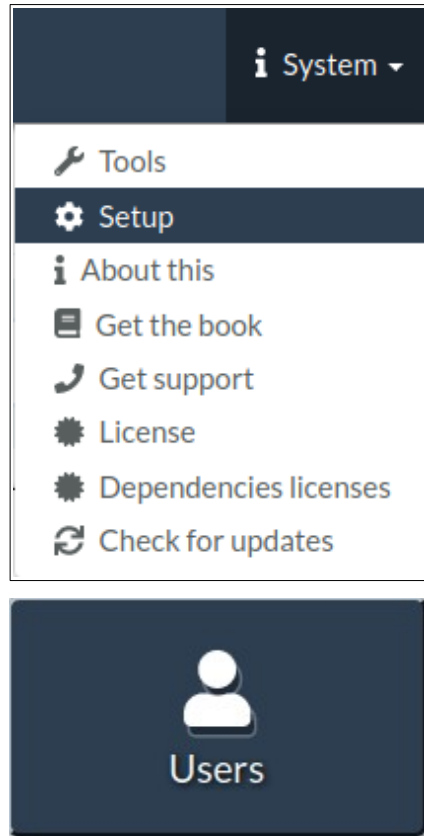 System
Tools
Setup
About this
Get the book
Get support
License
Dependencies licenses
Check for updates
Users